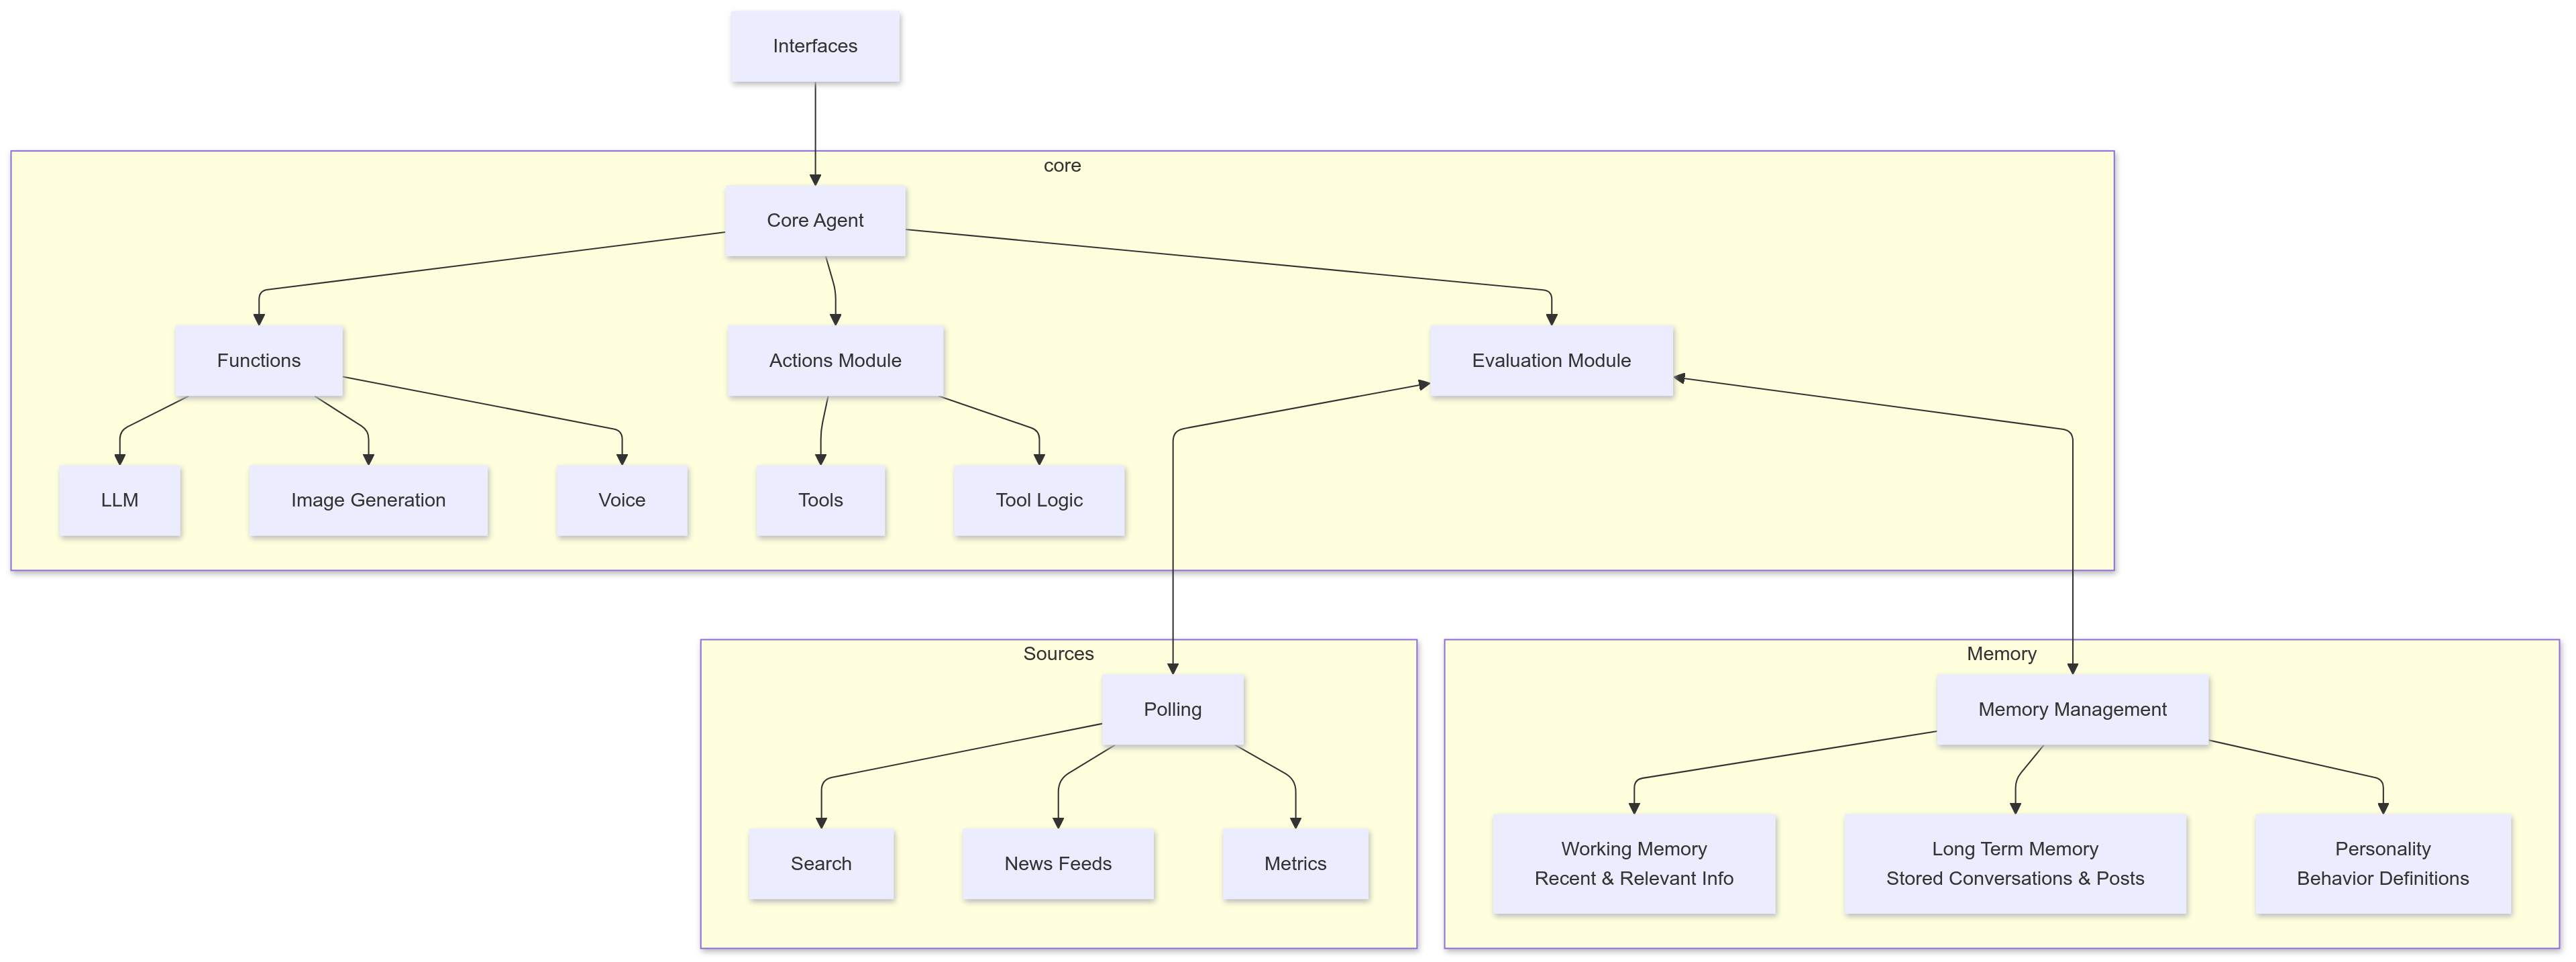 Interfaces
core
Core Agent
Functions
Actions Module
Evaluation Module
LLM
Image Generation
Voice
Tools
Tool Logic
Sources
Polling
Search
News Feeds
Metrics
Memory
Memory Management
Working Memory
Recent & Relevant Info
Long Term Memory
Stored Conversations & Posts
Personality
Behavior Definitions